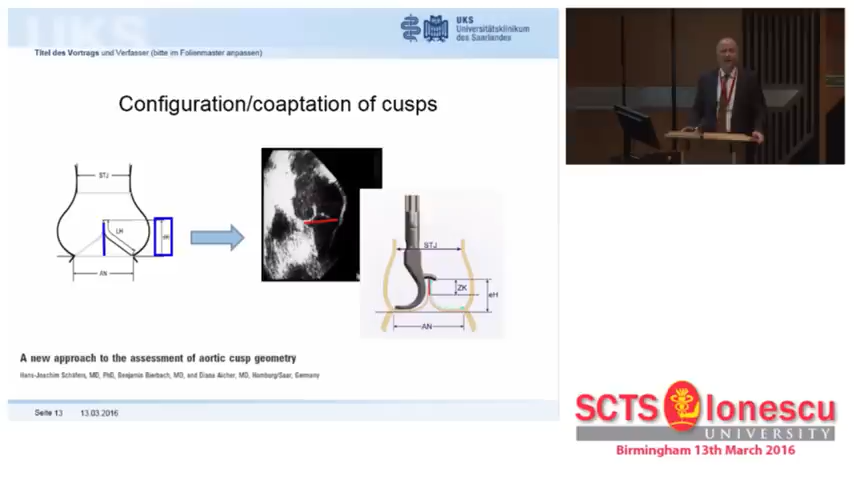 UKS
UKS
Universitätsklinikum
des Saarlandes
Titel des Vortrags und Verfasser (bitte im Folienmaster anpassen)
Configuration/coaptation of cusps
STJ
LH
eH
AN
STJ
ZK
eH
AN
A new approach to the assessment of aortic cusp geometry
Hans-Joachim Schäfers, MD, PhD, Benjamin Bierbach, MD, and Diana Aicher, MD, Homburg/Saar, Germany
Seite 13 13.03.2016
SCTS Ionescu
UNIVERSITY
Birmingham 13th March 2016